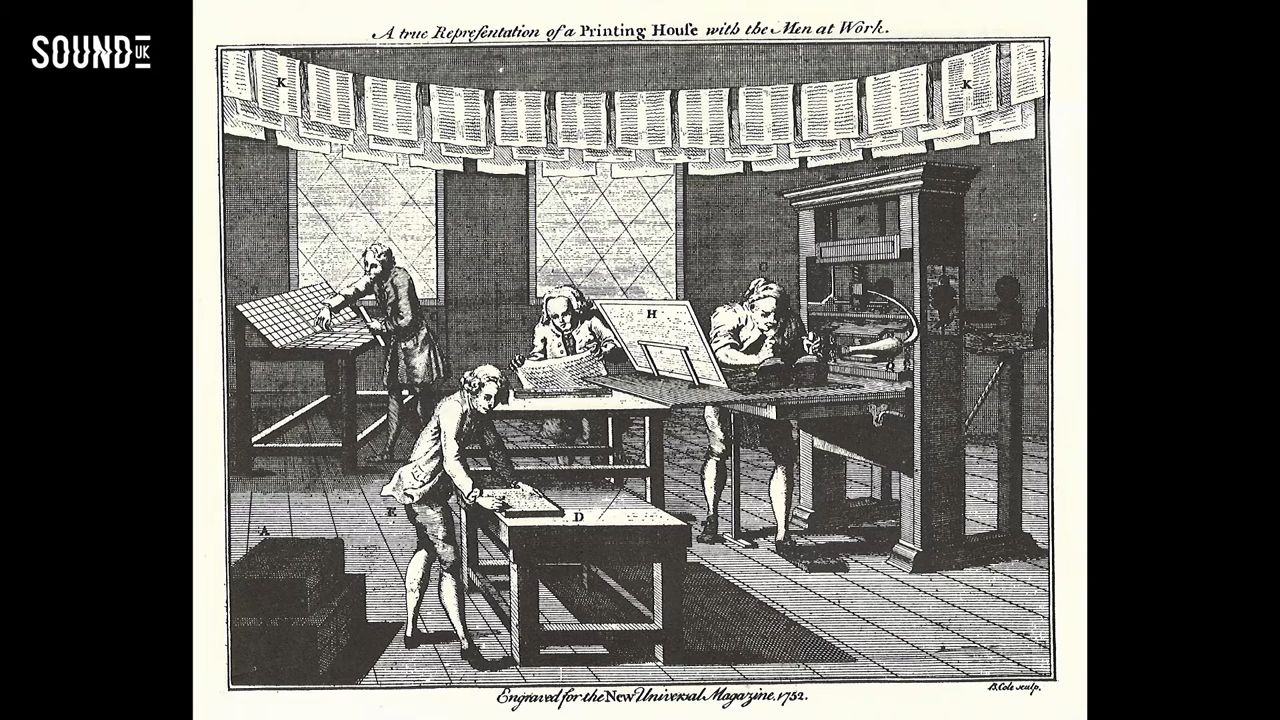 SOUND UK
A true Representation of a Printing Houſe with the Men at Work.
K
K
H
E
D
A
Engraved for the New Universal Magazine, 1752.
B. Cole sculp.